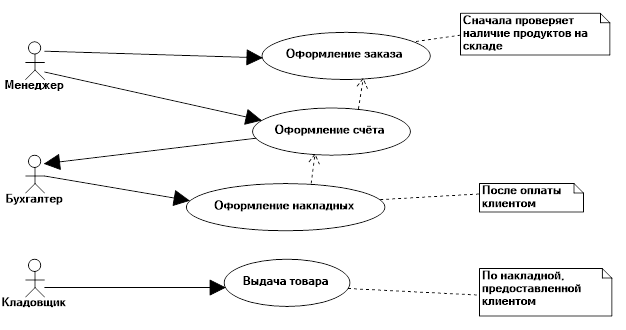 Сначала проверяет
наличие продуктов на
складе
Оформление заказа
Менеджер
Оформление счёта
Бухгалтер
Оформление накладных
После оплаты
клиентом
Кладовщик
Выдача товара
По накладной,
предоставленной
клиентом